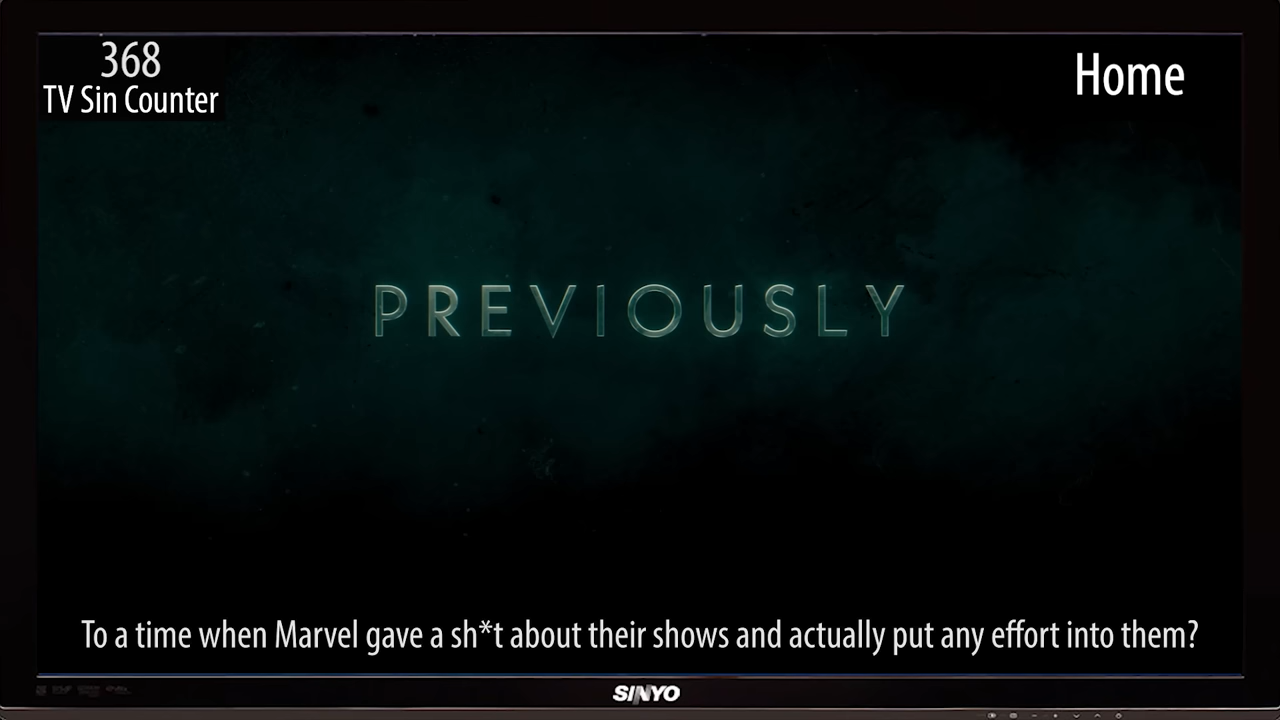 368
TV Sin Counter
Home
PREVIOUSLY
To a time when Marvel gave a sh*t about their shows and actually put any effort into them?
SINYO